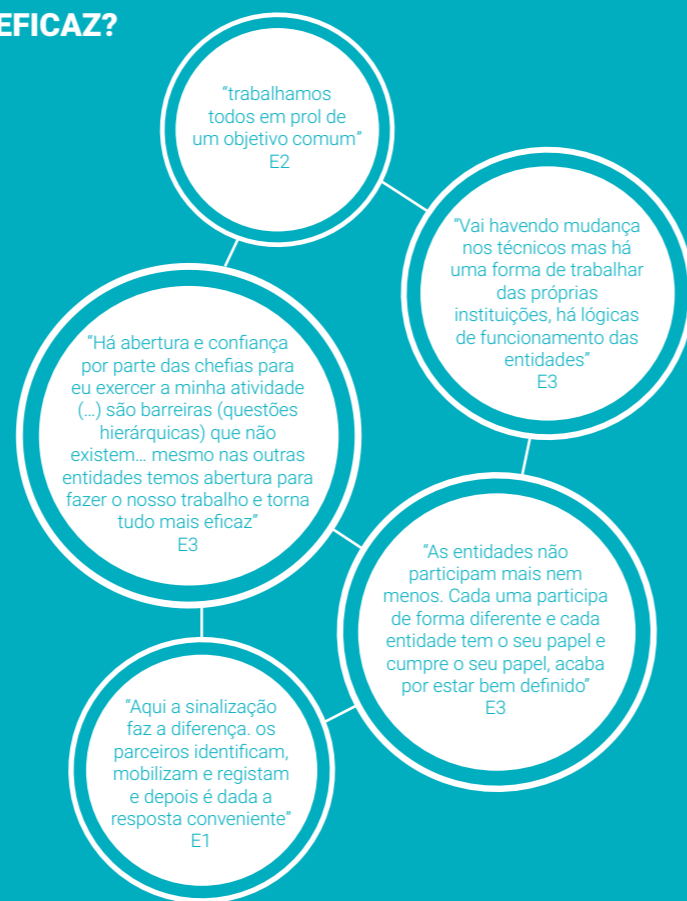 EFICAZ?
“trabalhamos
todos em prol de
um objetivo comum”
E2
“Vai havendo mudança
nos técnicos mas há
uma forma de trabalhar
das próprias
instituições, há lógicas
de funcionamento das
entidades”
E3
“Há abertura e confiança
por parte das chefias para
eu exercer a minha atividade
(...) são barreiras (questões
hierárquicas) que não
existem... mesmo nas outras
entidades temos abertura para
fazer o nosso trabalho e torna
tudo mais eficaz”
E3
“As entidades não
participam mais nem
menos. Cada uma participa
de forma diferente e cada
entidade tem o seu papel e
cumpre o seu papel, acaba
por estar bem definido”
E3
“Aqui a sinalização
faz a diferença. os
parceiros identificam,
mobilizam e registam
e depois é dada a
resposta conveniente”
E1